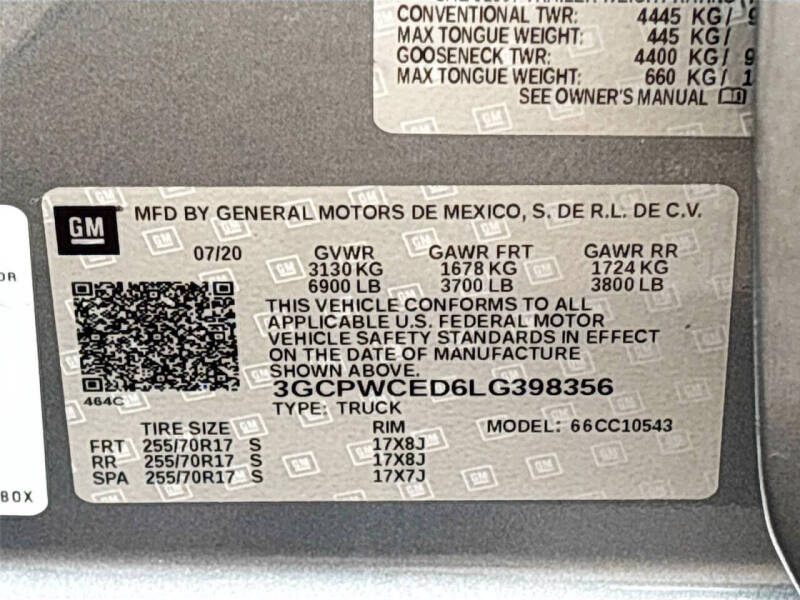 CONVENTIONAL TWR: 4445 KG/
MAX TONGUE WEIGHT: 445 KG/
GOOSENECK TWR: 4400 KG/
MAX TONGUE WEIGHT: 660 KG/
SEE OWNER'S MANUAL
GM MFD BY GENERAL MOTORS DE MEXICO, S. DE R.L. DE C.V.
07/20 GVWR GAWR FRT GAWR RR
3130 KG 1678 KG 1724 KG
6900 LB 3700 LB 3800 LB
THIS VEHICLE CONFORMS TO ALL
APPLICABLE U.S. FEDERAL MOTOR
VEHICLE SAFETY STANDARDS IN EFFECT
ON THE DATE OF MANUFACTURE
SHOWN ABOVE.
464C
3GCPWCED6LG398356
TYPE: TRUCK MODEL: 66CC10543
TIRE SIZE RIM
FRT 255/70R17 S 17X8J
RR 255/70R17 S 17X8J
SPA 255/70R17 S 17X7J
OR
BOX